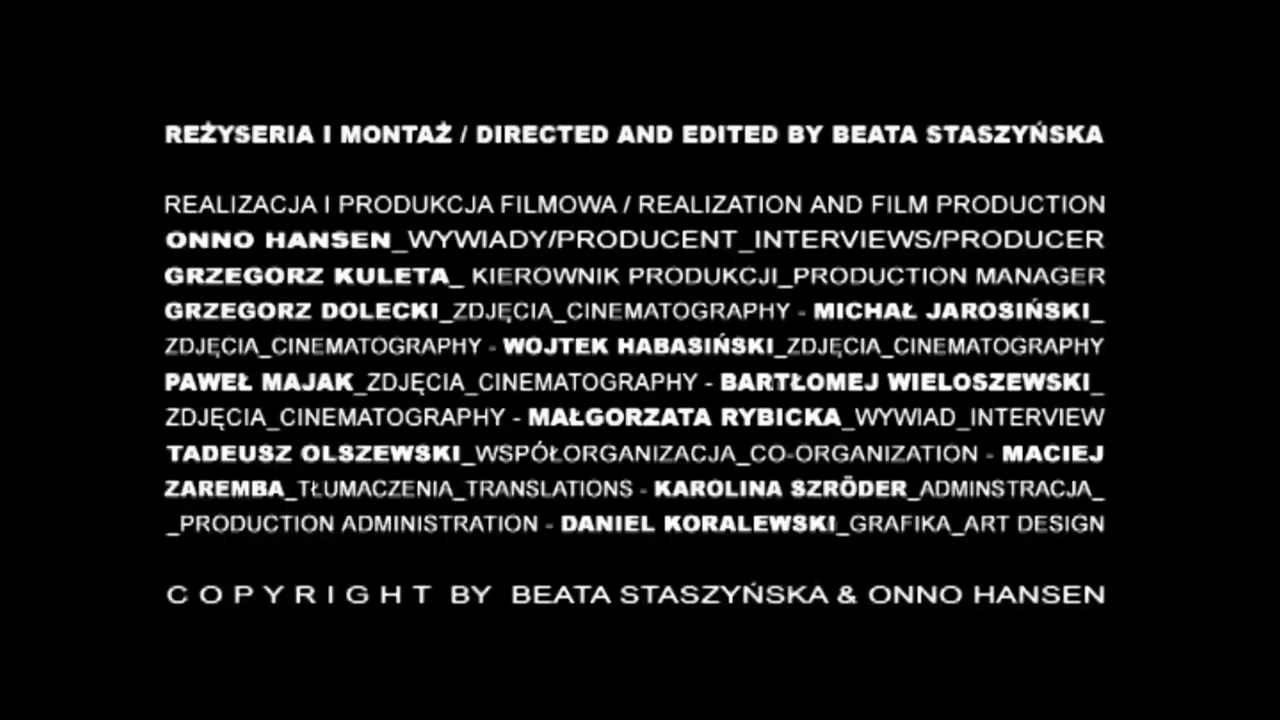 REŻYSERIA I MONTAŻ / DIRECTED AND EDITED BY BEATA STASZYŃSKA
REALIZACJA I PRODUKCJA FILMOWA / REALIZATION AND FILM PRODUCTION
ONNO HANSEN_WYWIADY/PRODUCENT_INTERVIEWS/PRODUCER
GRZEGORZ KULETA_ KIEROWNIK PRODUKCJI_PRODUCTION MANAGER
GRZEGORZ DOLECKI_ZDJĘCIA_CINEMATOGRAPHY - MICHAŁ JAROSIŃSKI_
ZDJĘCIA_CINEMATOGRAPHY - WOJTEK HABASIŃSKI_ZDJĘCIA_CINEMATOGRAPHY
PAWEŁ MAJAK_ZDJĘCIA_CINEMATOGRAPHY - BARTŁOMEJ WIELOSZEWSKI_
ZDJĘCIA_CINEMATOGRAPHY - MAŁGORZATA RYBICKA_WYWIAD_INTERVIEW
TADEUSZ OLSZEWSKI_WSPÓŁORGANIZACJA_CO-ORGANIZATION - MACIEJ
ZAREMBA_TŁUMACZENIA_TRANSLATIONS - KAROLINA SZRŐDER_ADMINSTRACJA_
_PRODUCTION ADMINISTRATION - DANIEL KORALEWSKI_GRAFIKA_ART DESIGN
C O P Y R I G H T BY BEATA STASZYŃSKA & ONNO HANSEN